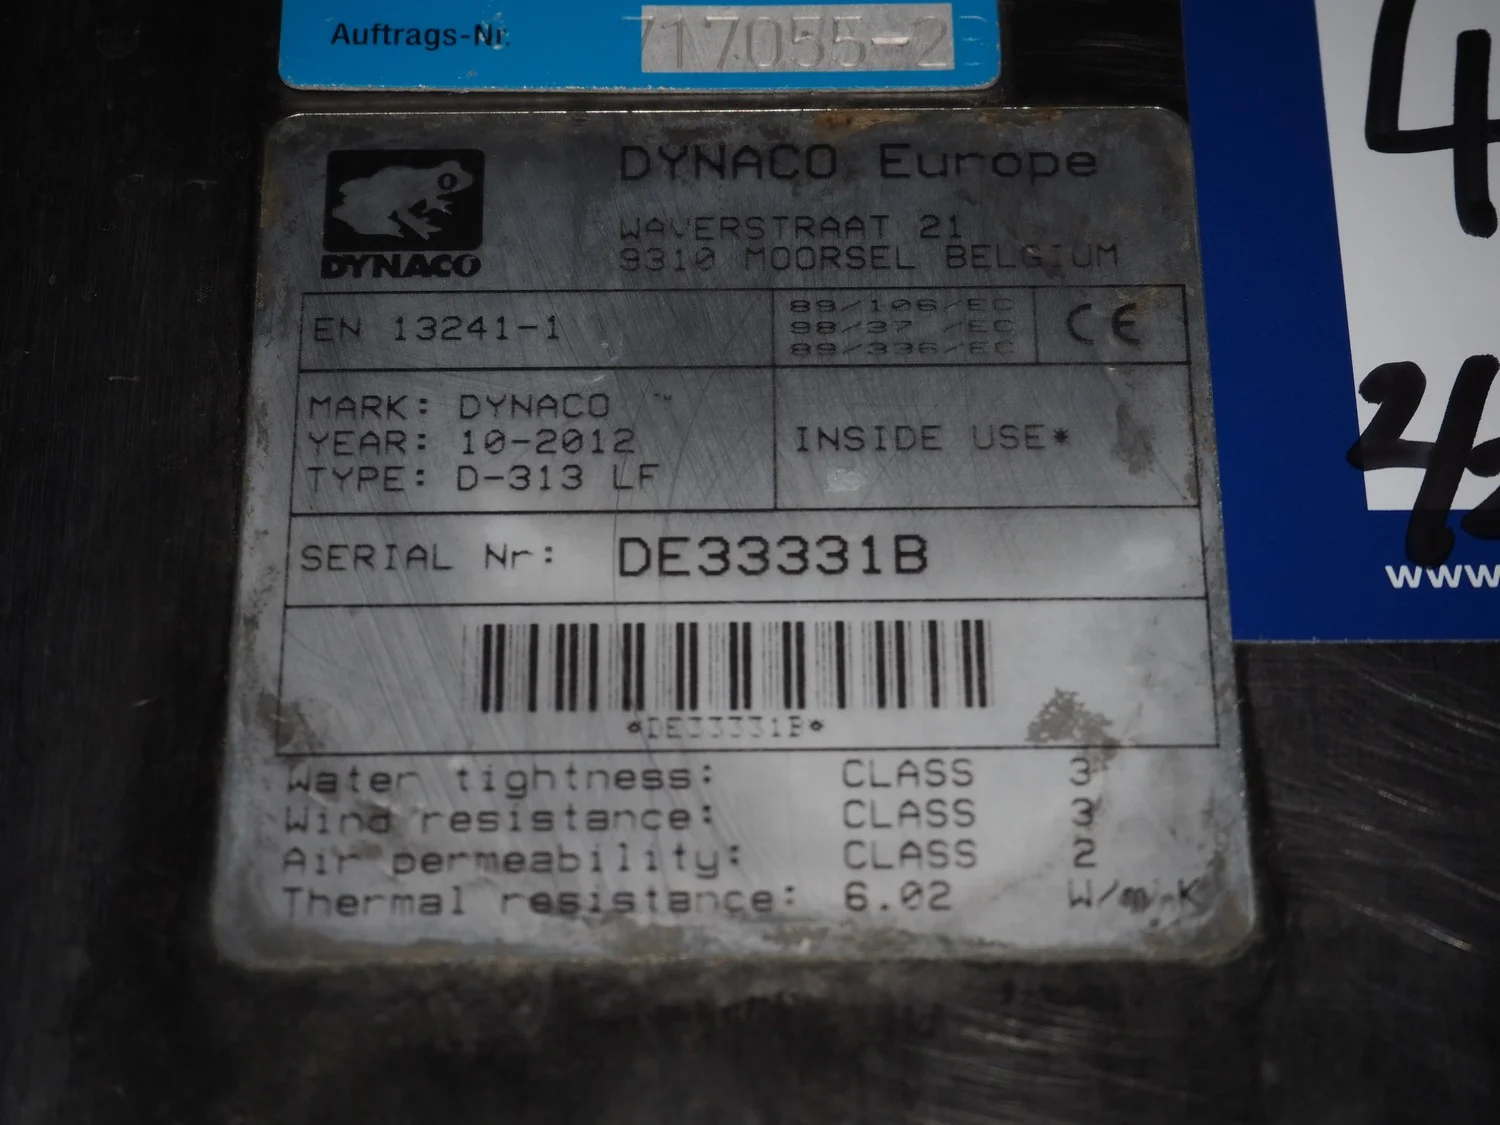 Auftrags-Nr. 717055-2
DYNACO
DYNACO Europe
WAVERSTRAAT 21
9310 MOORSEL BELGIUM
EN 13241-1
89/106/EC
98/37 /EC
89/336/EC
CE
MARK: DYNACO
YEAR: 10-2012
TYPE: D-313 LF
INSIDE USE*
SERIAL Nr: DE33331B
*DE33331B*
Water tightness: CLASS 3
Wind resistance: CLASS 3
Air permeability: CLASS 2
Thermal resistance: 6.02
4
www